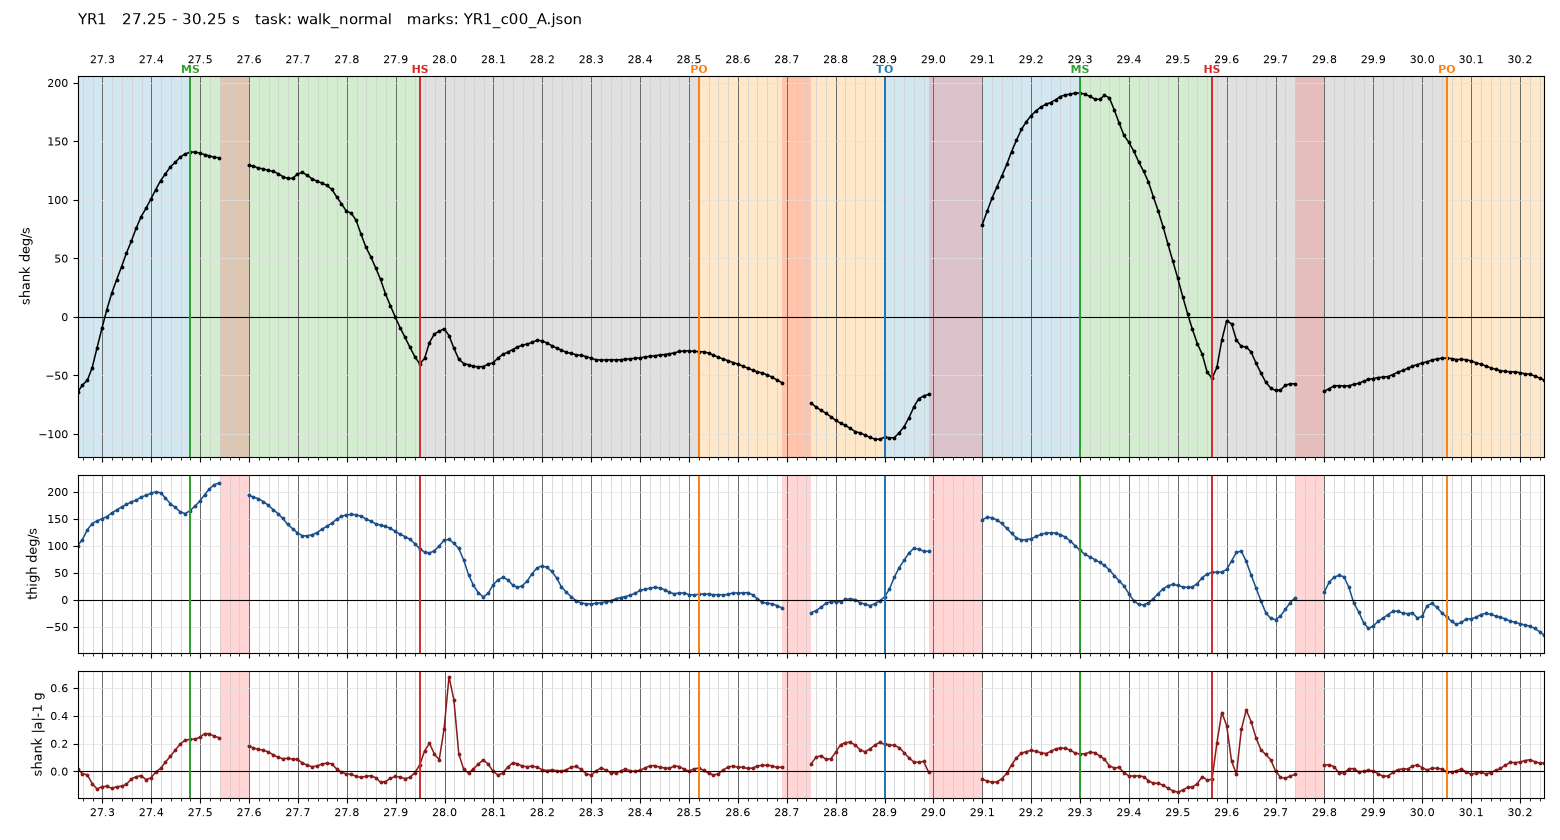 YR1   27.25 - 30.25 s   task: walk_normal   marks: YR1_c00_A.json
27.3 27.4 27.5 27.6 27.7 27.8 27.9 28.0 28.1 28.2 28.3 28.4 28.5 28.6 28.7 28.8 28.9 29.0 29.1 29.2 29.3 29.4 29.5 29.6 29.7 29.8 29.9 30.0 30.1 30.2
MS HS PO TO MS HS PO
shank deg/s
200
150
100
50
0
−50
−100
thigh deg/s
200
150
100
50
0
−50
shank |a|-1 g
0.6
0.4
0.2
0.0
27.3 27.4 27.5 27.6 27.7 27.8 27.9 28.0 28.1 28.2 28.3 28.4 28.5 28.6 28.7 28.8 28.9 29.0 29.1 29.2 29.3 29.4 29.5 29.6 29.7 29.8 29.9 30.0 30.1 30.2